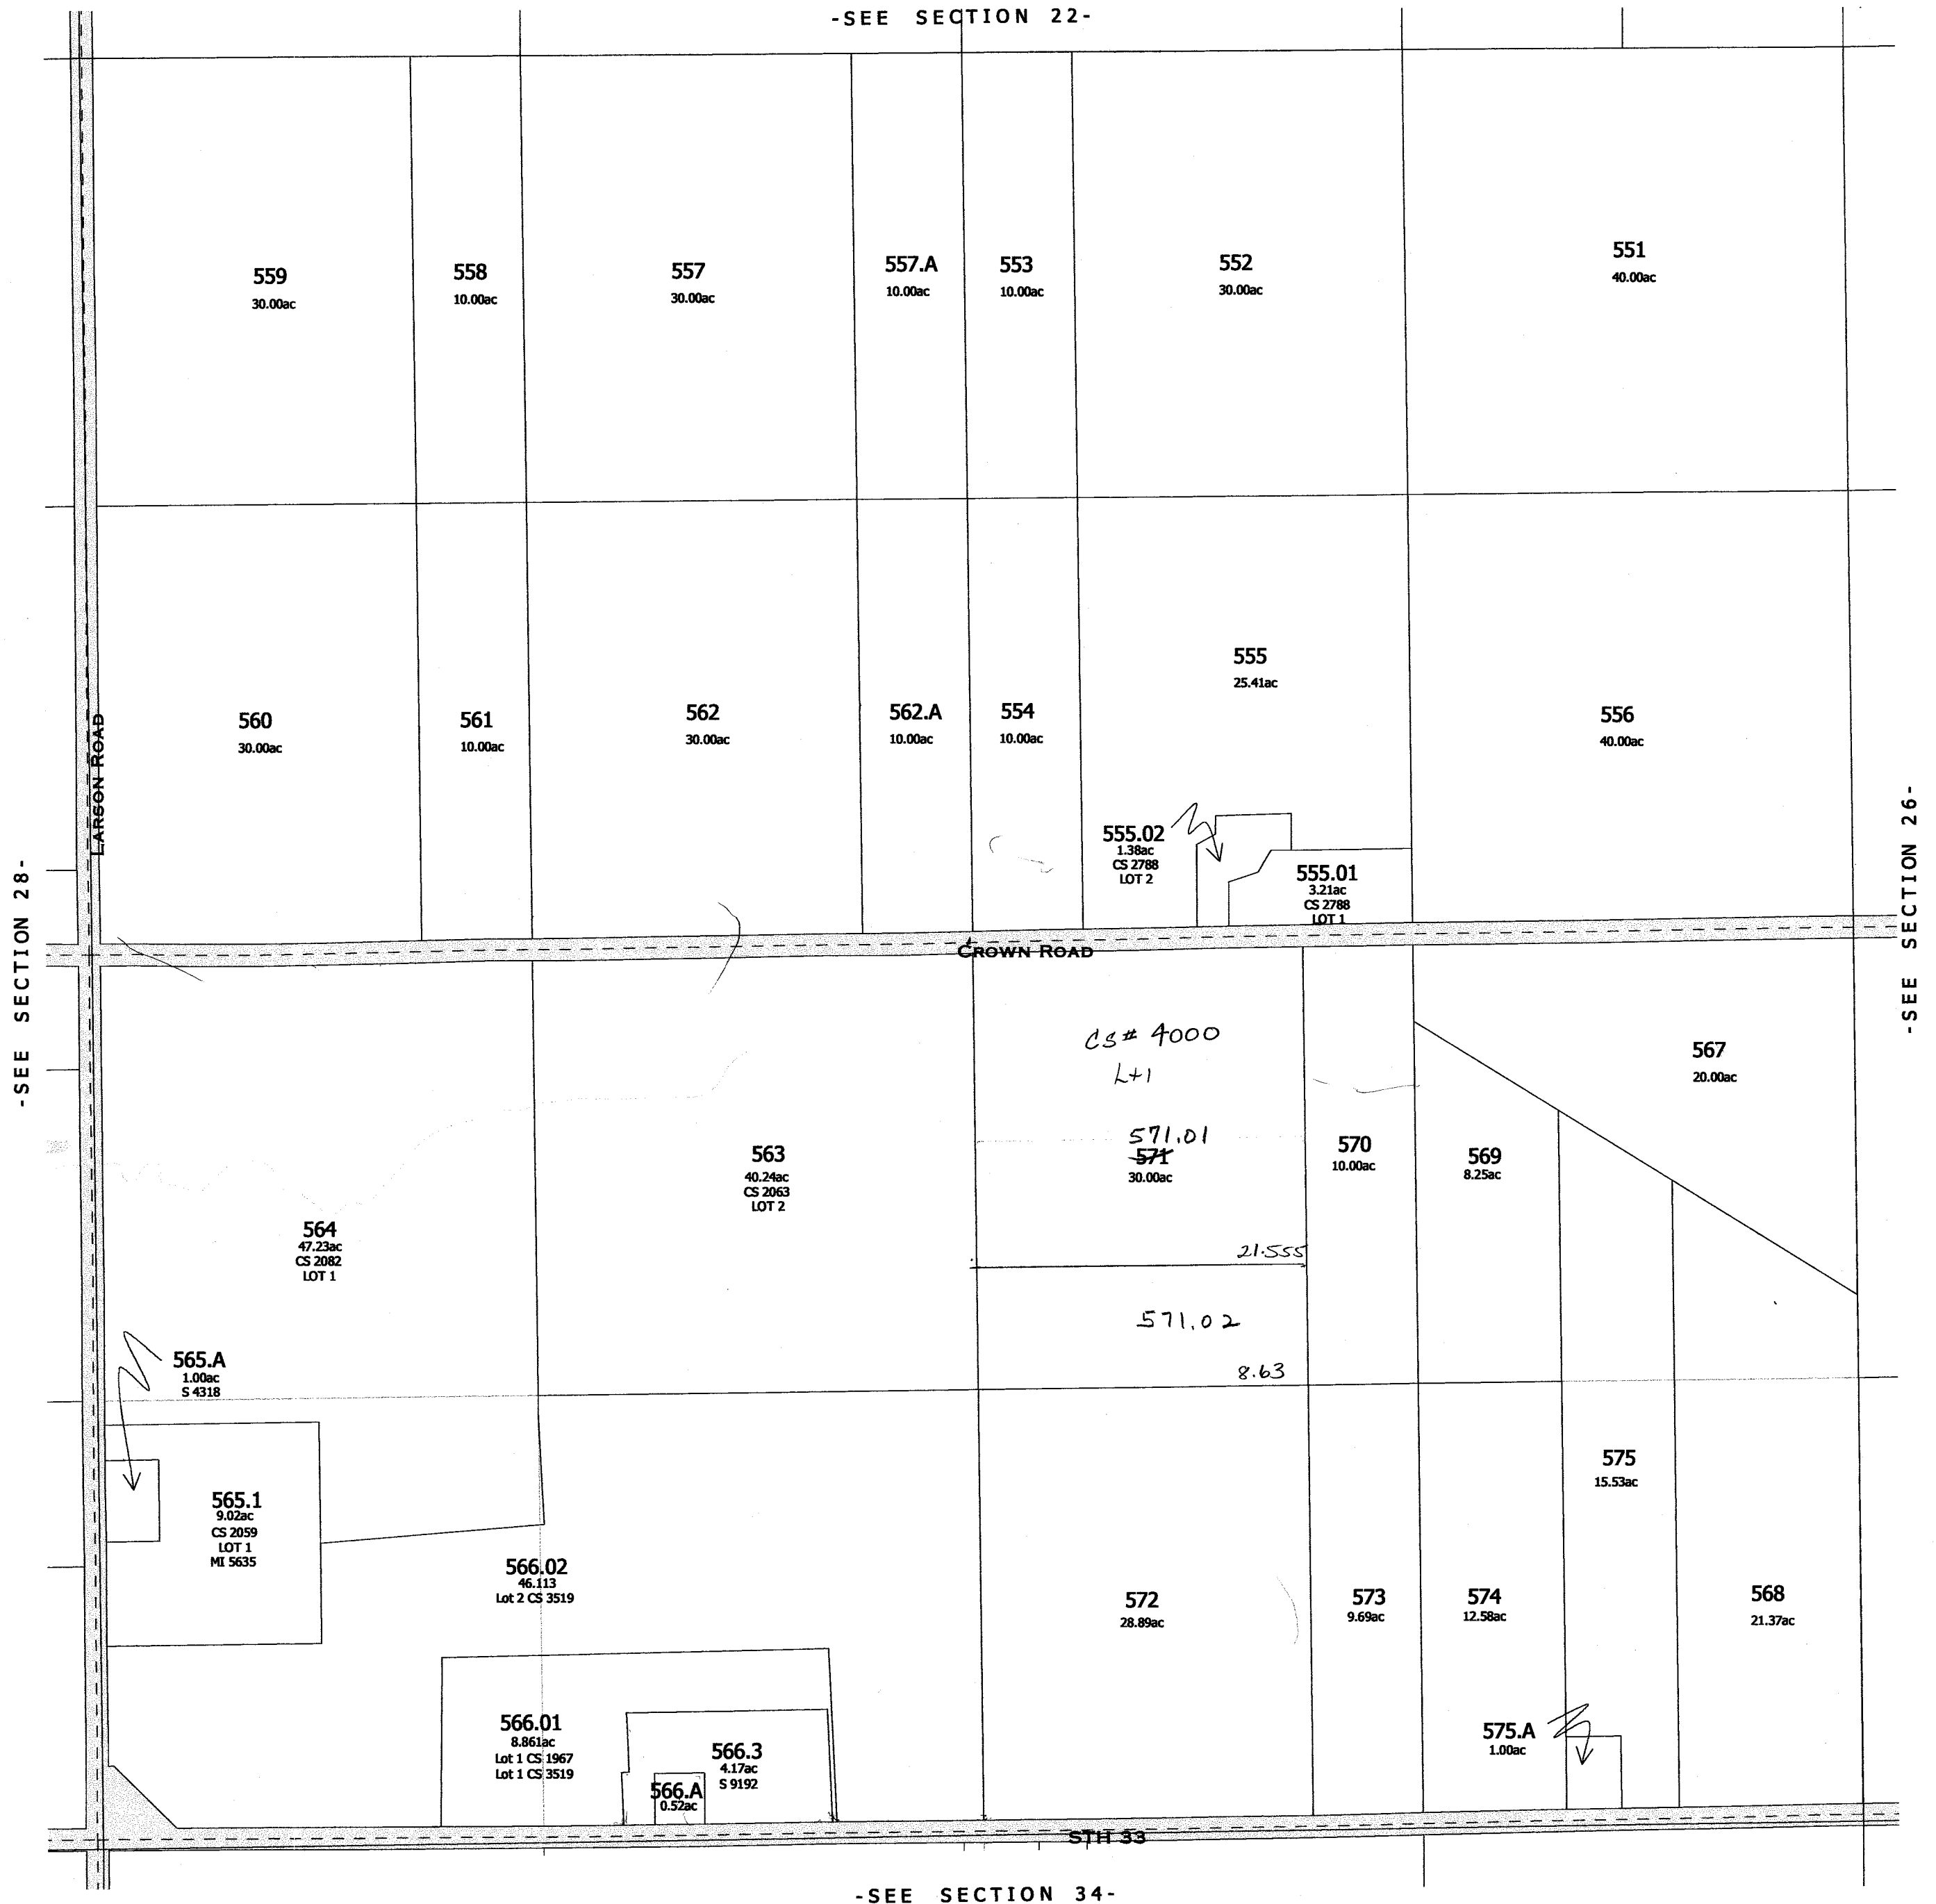 -SEE SECTION 22-
559
30.00ac
558
10.00ac
557
30.00ac
557.A
10.00ac
553
10.00ac
552
30.00ac
551
40.00ac
LARSON ROAD
560
30.00ac
561
10.00ac
562
30.00ac
562.A
10.00ac
554
10.00ac
555
25.41ac
556
40.00ac
555.02
1.38ac
CS 2788
LOT 2
555.01
3.21ac
CS 2788
LOT 1
-SEE SECTION 28-
-SEE SECTION 26-
CROWN ROAD
564
47.23ac
CS 2082
LOT 1
563
40.24ac
CS 2063
LOT 2
CS# 4000
Lt1
571.01
571
30.00ac
21.555
571.02
8.63
570
10.00ac
569
8.25ac
567
20.00ac
565.A
1.00ac
S 4318
565.1
9.02ac
CS 2059
LOT 1
MI 5635
566.02
46.113
Lot 2 CS 3519
566.01
8.861ac
Lot 1 CS 1967
Lot 1 CS 3519
566.3
4.17ac
S 9192
566.A
0.52ac
572
28.89ac
573
9.69ac
574
12.58ac
575
15.53ac
568
21.37ac
575.A
1.00ac
STH 33
-SEE SECTION 34-